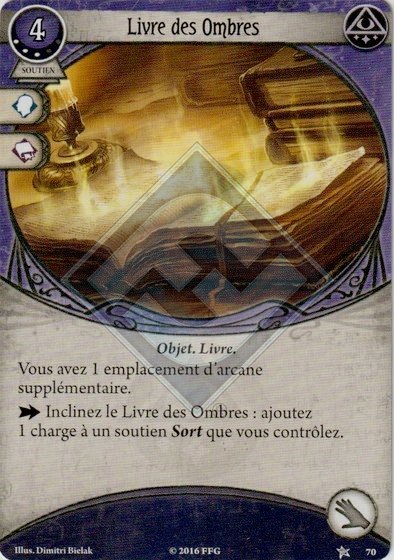 4
SOUTIEN
Livre des Ombres
Objet. Livre.
Vous avez 1 emplacement d'arcane
supplémentaire.
Inclinez le Livre des Ombres : ajoutez
1 charge à un soutien Sort que vous contrôlez.
Illus. Dimitri Bielak
© 2016 FFG
70